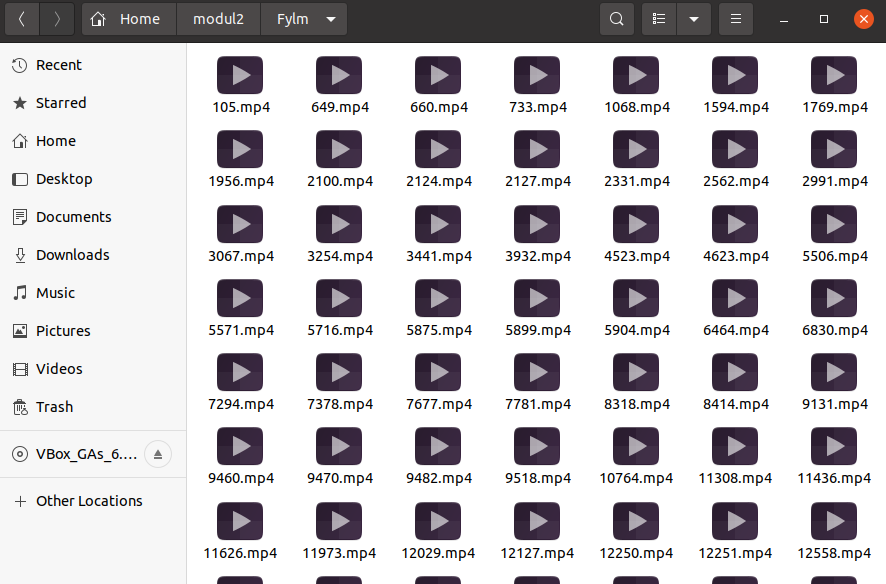 Home modul2 Fylm
Recent
Starred
Home
Desktop
Documents
Downloads
Music
Pictures
Videos
Trash
VBox_GAs_6....
Other Locations
105.mp4 649.mp4 660.mp4 733.mp4 1068.mp4 1594.mp4 1769.mp4
1956.mp4 2100.mp4 2124.mp4 2127.mp4 2331.mp4 2562.mp4 2991.mp4
3067.mp4 3254.mp4 3441.mp4 3932.mp4 4523.mp4 4623.mp4 5506.mp4
5571.mp4 5716.mp4 5875.mp4 5899.mp4 5904.mp4 6464.mp4 6830.mp4
7294.mp4 7378.mp4 7677.mp4 7781.mp4 8318.mp4 8414.mp4 9131.mp4
9460.mp4 9470.mp4 9482.mp4 9518.mp4 10764.mp4 11308.mp4 11436.mp4
11626.mp4 11973.mp4 12029.mp4 12127.mp4 12250.mp4 12251.mp4 12558.mp4